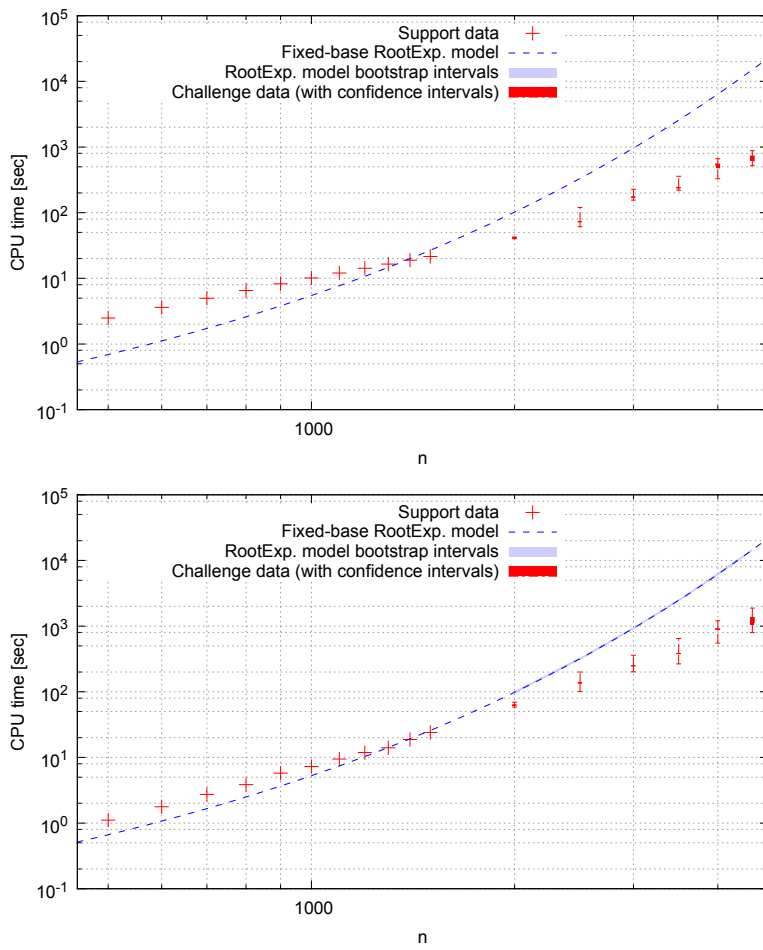 10^5
10^4
10^3
10^2
10^1
10^0
10^-1
CPU time [sec]
Support data
Fixed-base RootExp. model
RootExp. model bootstrap intervals
Challenge data (with confidence intervals)
1000
n
10^5
10^4
10^3
10^2
10^1
10^0
10^-1
CPU time [sec]
Support data
Fixed-base RootExp. model
RootExp. model bootstrap intervals
Challenge data (with confidence intervals)
1000
n